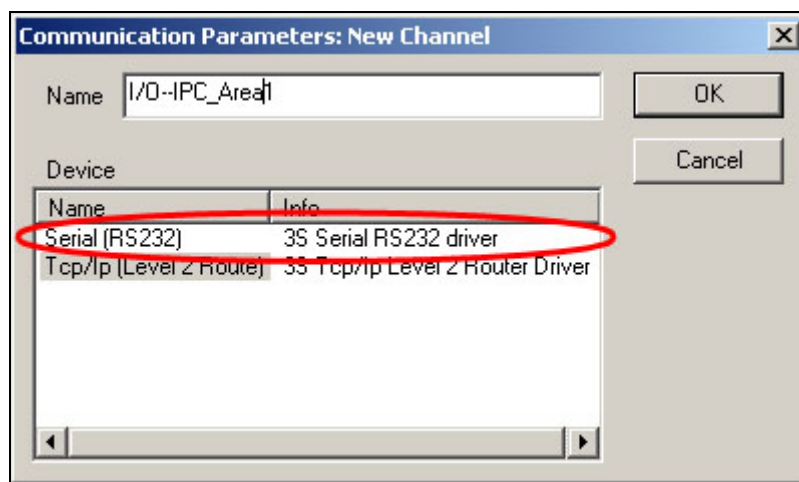 Communication Parameters: New Channel
Name I/O--IPC_Area1 OK
Cancel
Device
Name Info
Serial (RS232) 3S Serial RS232 driver
Tcp/Ip (Level 2 Route) 3S Tcp/Ip Level 2 Router Driver